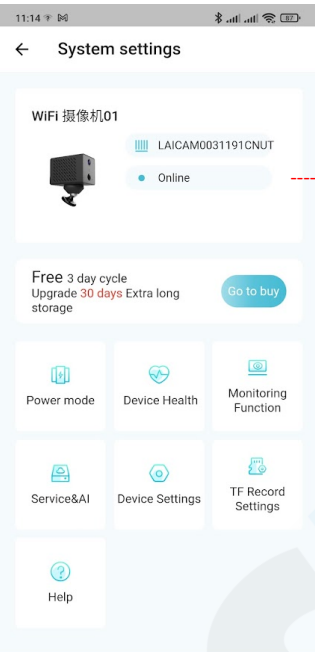 11:14
87
System settings
WiFi 摄像机01
LAICAM0031191CNUT
Online
Free 3 day cycle
Upgrade 30 days Extra long
storage
Go to buy
Power mode
Device Health
Monitoring
Function
Service&AI
Device Settings
TF Record
Settings
Help